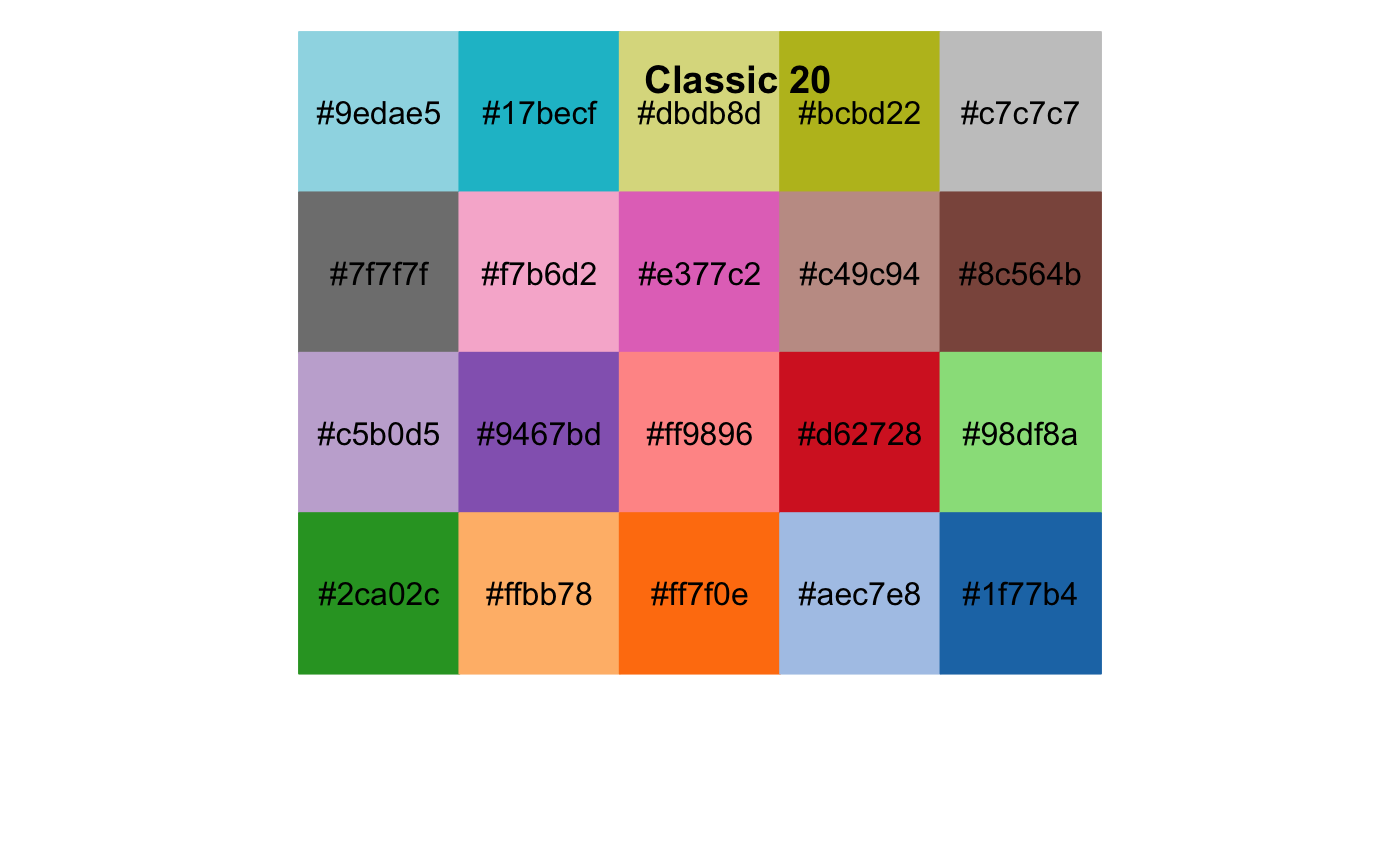 Classic 20
#9edae5 #17becf #dbdb8d #bcbd22 #c7c7c7
#7f7f7f #f7b6d2 #e377c2 #c49c94 #8c564b
#c5b0d5 #9467bd #ff9896 #d62728 #98df8a
#2ca02c #ffbb78 #ff7f0e #aec7e8 #1f77b4